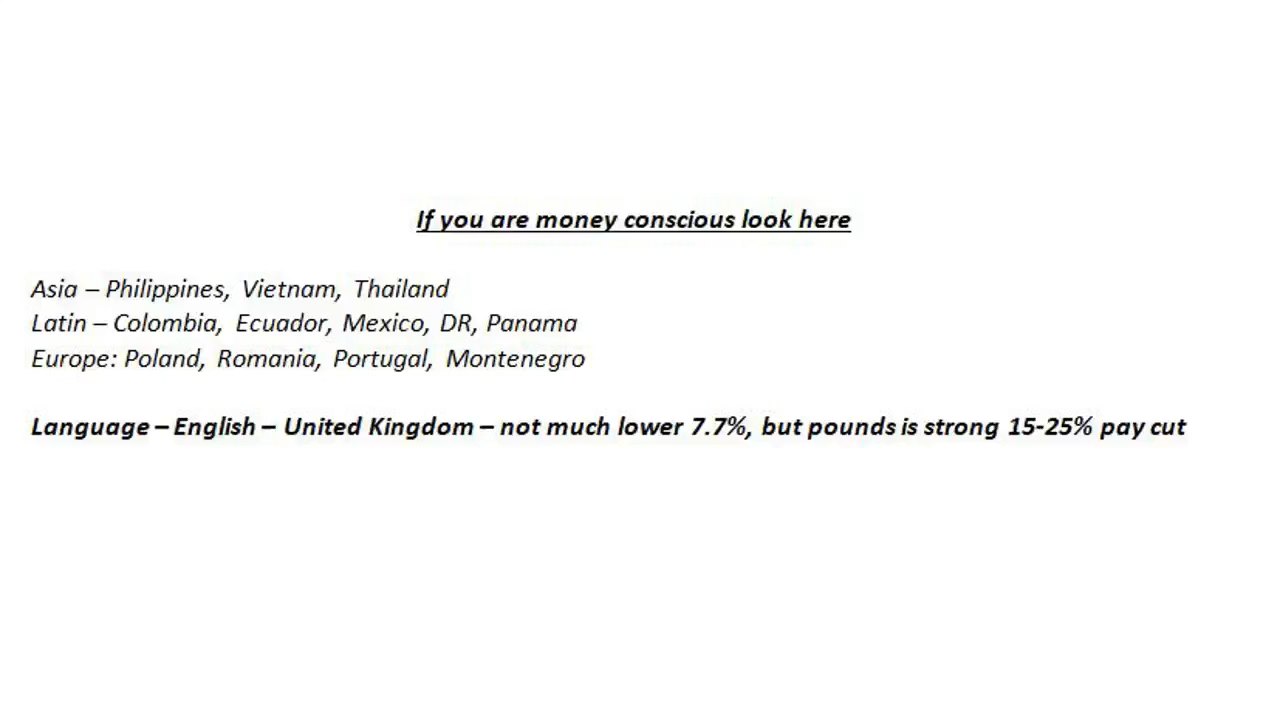 If you are money conscious look here
Asia – Philippines, Vietnam, Thailand
Latin – Colombia, Ecuador, Mexico, DR, Panama
Europe: Poland, Romania, Portugal, Montenegro
Language – English – United Kingdom – not much lower 7.7%, but pounds is strong 15-25% pay cut